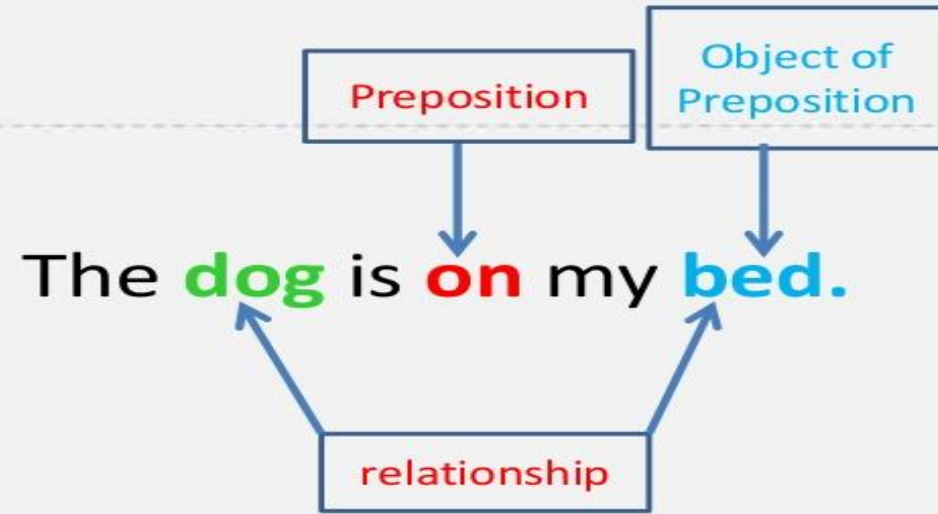 Preposition
Object of
Preposition
The dog is on my bed.
relationship